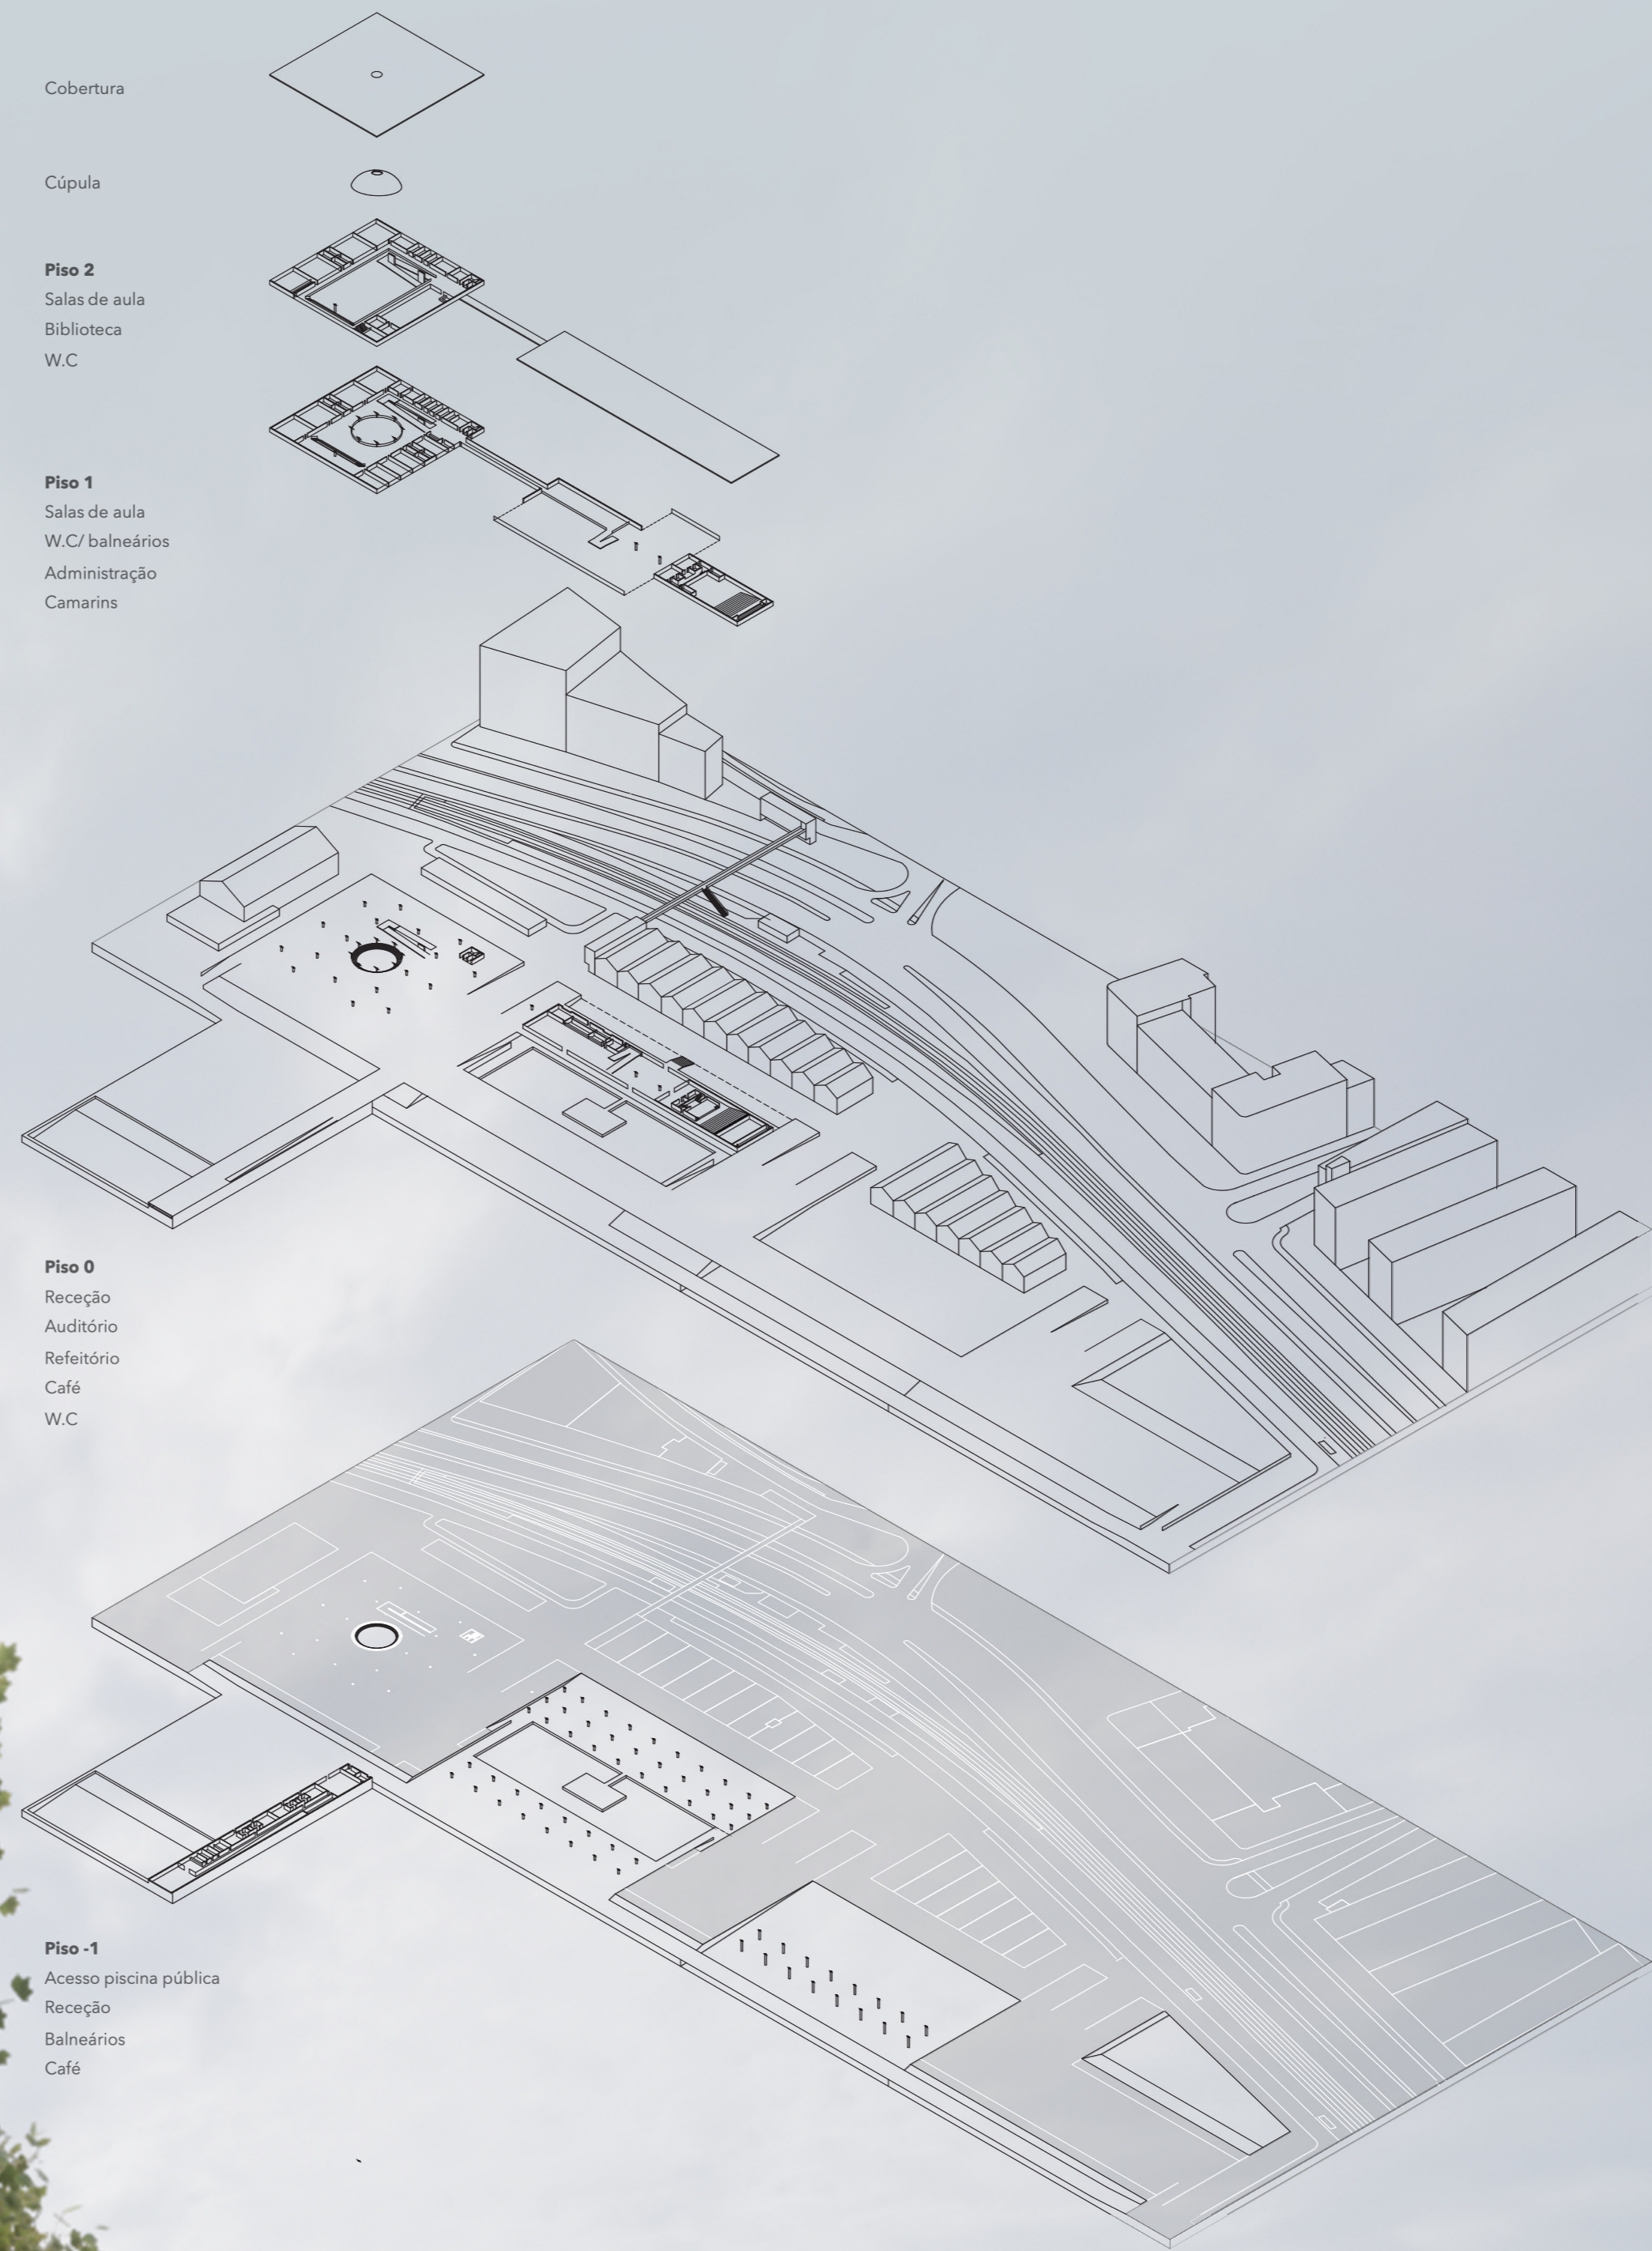 Cobertura
Cúpula
Piso 2
Salas de aula
Biblioteca
W.C
Piso 1
Salas de aula
W.C/ balneários
Administração
Camarins
Piso 0
Receção
Auditório
Refeitório
Café
W.C
Piso -1
Acesso piscina pública
Receção
Balneários
Café